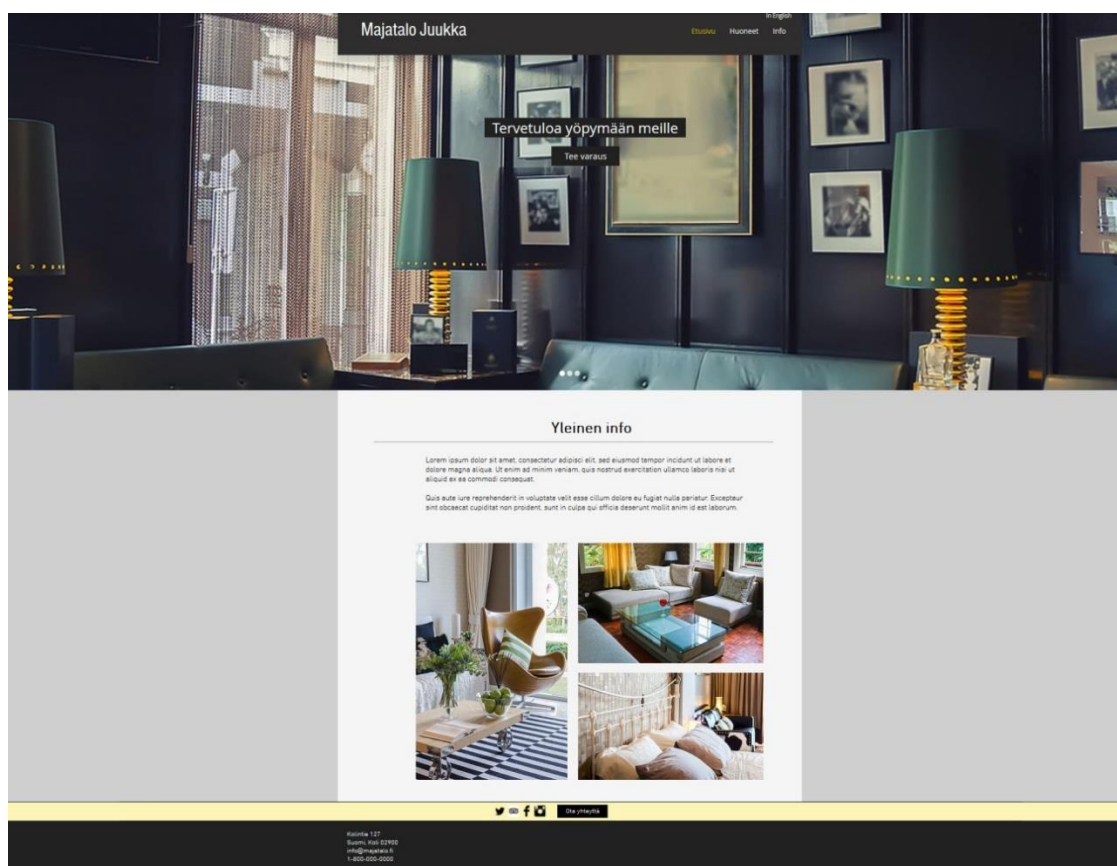 In English
Majatalo Juukka
Etusivu Huoneet Info
Tervetuloa yöpymään meille
Tee varaus
Yleinen info
Lorem ipsum dolor sit amet, consectetur adipisci elit, sed eiusmod tempor incidunt ut labore et
dolore magna aliqua. Ut enim ad minim veniam, quis nostrud exercitation ullamco laboris nisi ut
aliquid ex ea commodi consequat.
Quis aute iure reprehenderit in voluptate velit esse cillum dolore eu fugiat nulla pariatur. Excepteur
sint obcaecat cupiditat non proident, sunt in culpa qui officia deserunt mollit anim id est laborum.
Ota yhteyttä
Kolintie 127
Suomi, Koli 02900
info@majatalo.fi
1-800-000-0000